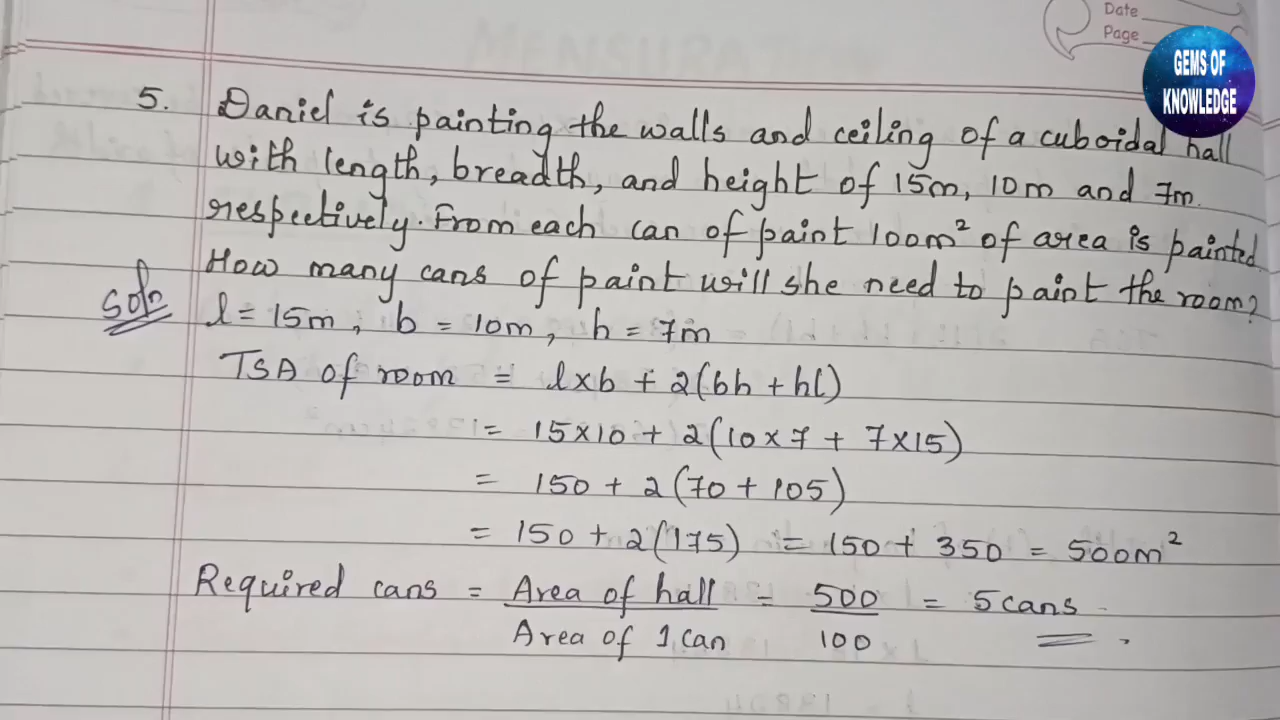 Date
Page
GEMS OF
KNOWLEDGE
5. Daniel is painting the walls and ceiling of a cuboidal hall
with length, breadth, and height of 15m, 10m and 7m
respectively. From each can of paint 100m² of area is painted.
How many cans of paint will she need to paint the room?
Soln
l = 15m, b = 10m, h = 7m
TSA of room = l×b + 2(bh + hl)
= 15×10 + 2(10×7 + 7×15)
= 150 + 2(70 + 105)
= 150 + 2(175) = 150 + 350 = 500m²
Required cans = Area of hall / Area of 1 can = 500 / 100 = 5 cans.